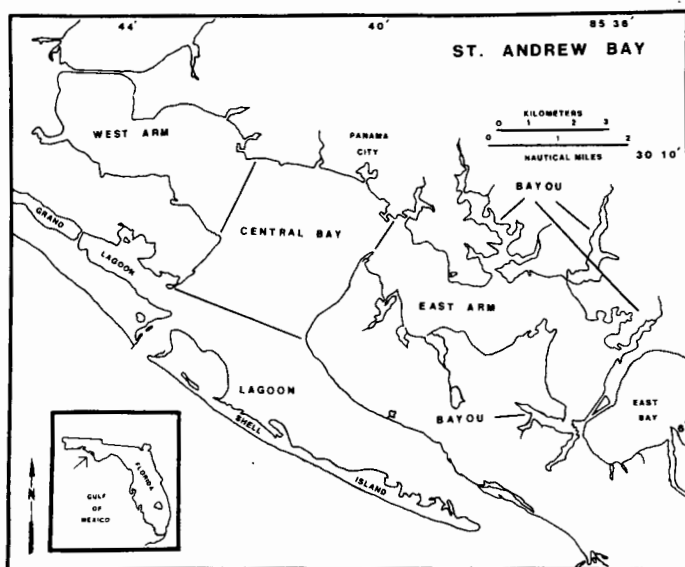 44'
40'
85 36'
ST. ANDREW BAY
KILOMETERS
0 1 2 3
0 1 2
NAUTICAL MILES
30 10'
WEST ARM
PANAMA
CITY
BAYOU
GRAND
LAGOON
CENTRAL BAY
EAST ARM
LAGOON
BAYOU
EAST
BAY
SHELL
ISLAND
N
FLORIDA
GULF
OF
MEXICO